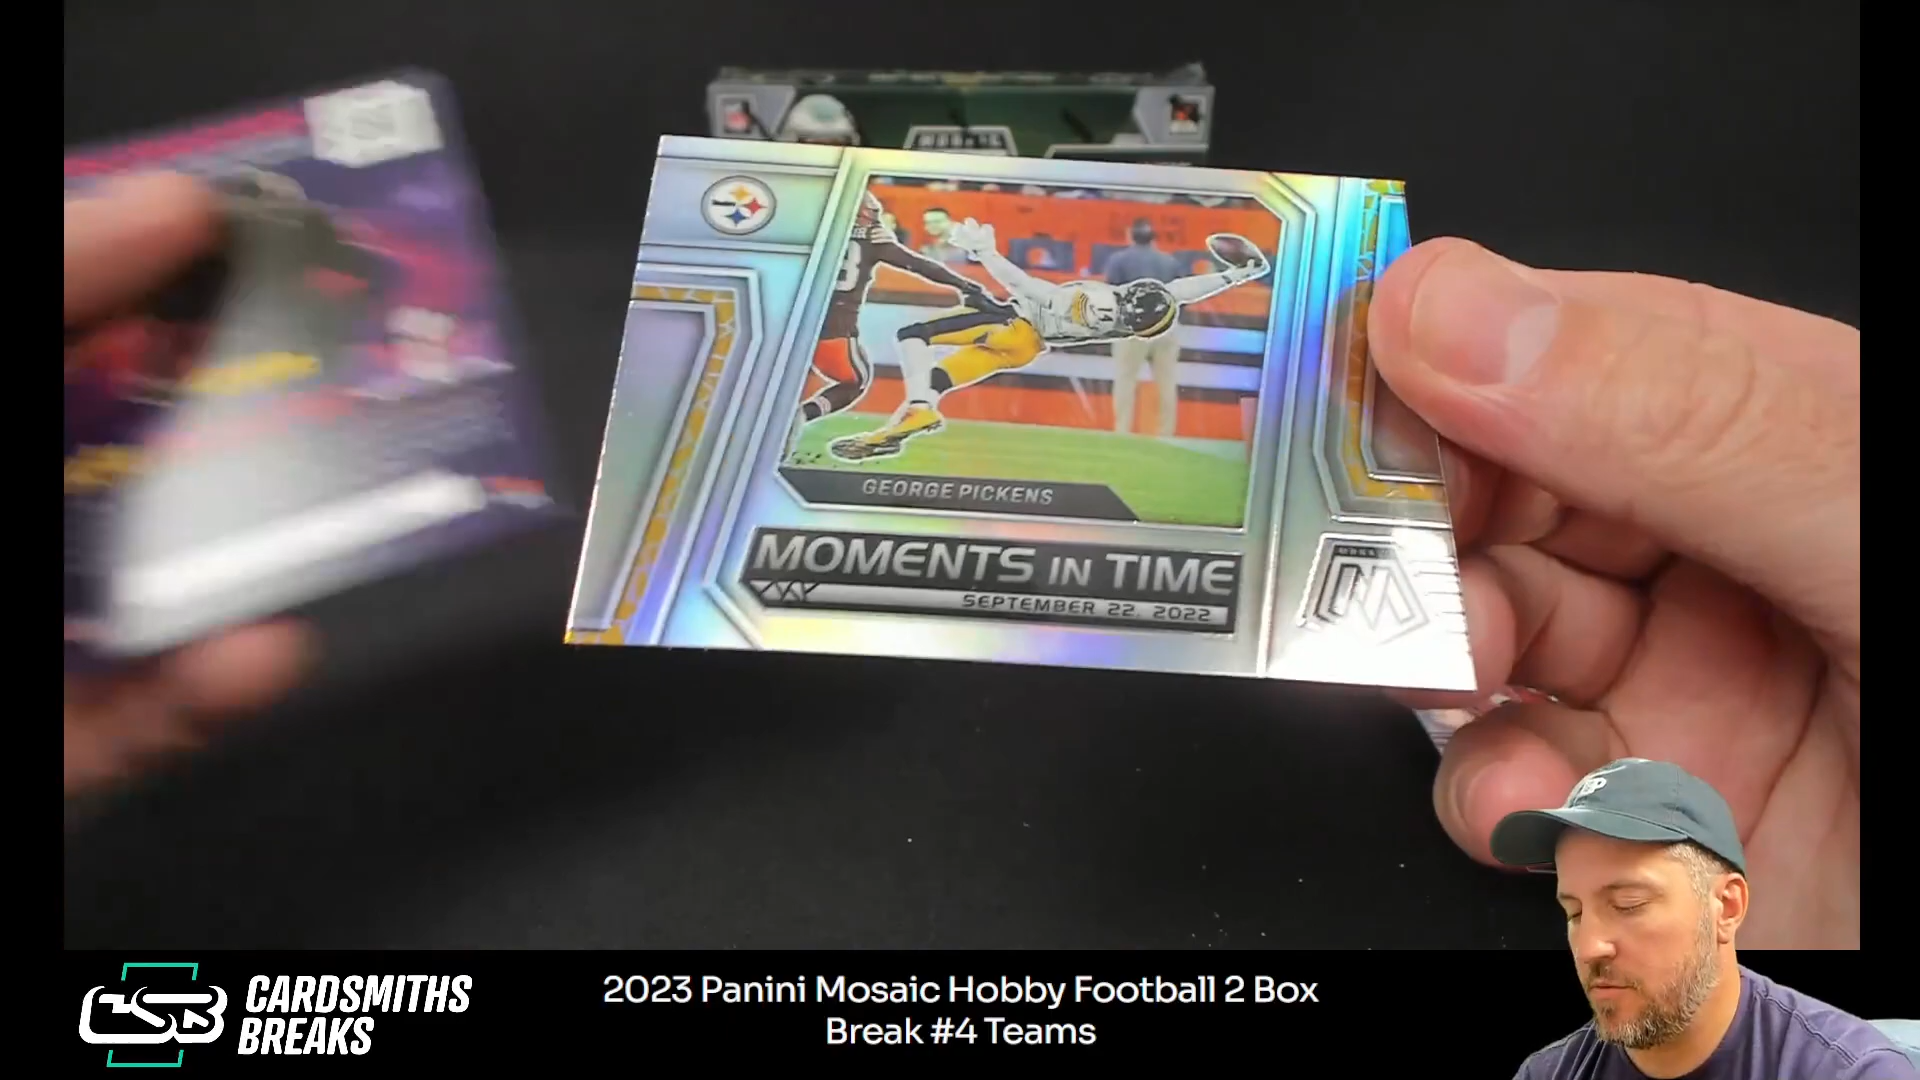 GEORGE PICKENS
MOMENTS IN TIME
SEPTEMBER 22, 2022
14
CARDSMITHS
BREAKS
2023 Panini Mosaic Hobby Football 2 Box
Break #4 Teams